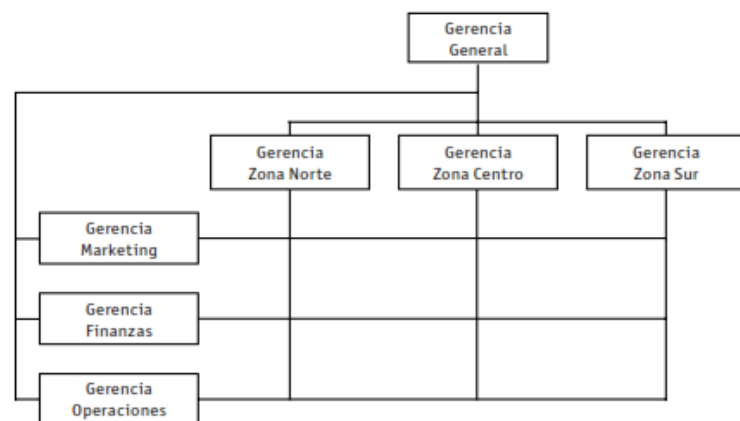 Gerencia
General
Gerencia
Zona Norte
Gerencia
Zona Centro
Gerencia
Zona Sur
Gerencia
Marketing
Gerencia
Finanzas
Gerencia
Operaciones